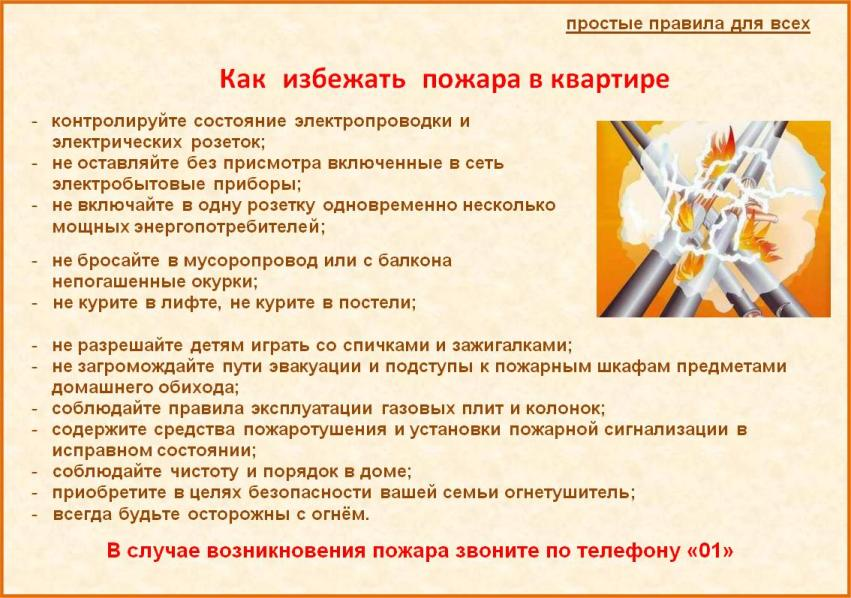 простые правила для всех
Как избежать пожара в квартире
- контролируйте состояние электропроводки и
электрических розеток;
- не оставляйте без присмотра включенные в сеть
электробытовые приборы;
- не включайте в одну розетку одновременно несколько
мощных энергопотребителей;
- не бросайте в мусоропровод или с балкона
непогашенные окурки;
- не курите в лифте, не курите в постели;
- не разрешайте детям играть со спичками и зажигалками;
- не загромождайте пути эвакуации и подступы к пожарным шкафам предметами
домашнего обихода;
- соблюдайте правила эксплуатации газовых плит и колонок;
- содержите средства пожаротушения и установки пожарной сигнализации в
исправном состоянии;
- соблюдайте чистоту и порядок в доме;
- приобретите в целях безопасности вашей семьи огнетушитель;
- всегда будьте осторожны с огнём.
В случае возникновения пожара звоните по телефону «01»